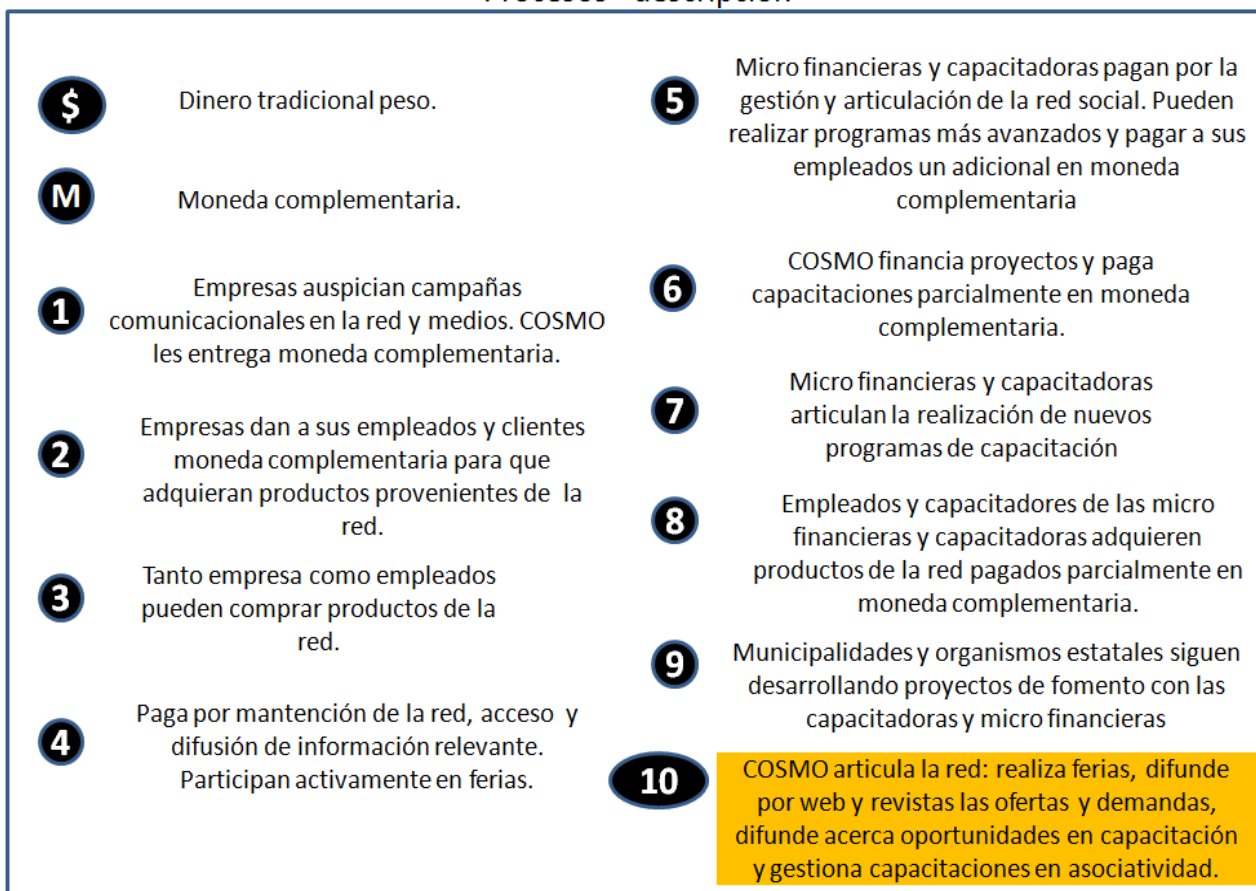 Procesos - descripción
$
Dinero tradicional peso.
M
Moneda complementaria.
1
Empresas auspician campañas
comunicacionales en la red y medios. COSMO
les entrega moneda complementaria.
2
Empresas dan a sus empleados y clientes
moneda complementaria para que
adquieran productos provenientes de la
red.
3
Tanto empresa como empleados
pueden comprar productos de la
red.
4
Paga por mantención de la red, acceso y
difusión de información relevante.
Participan activamente en ferias.
5
Micro financieras y capacitadoras pagan por la
gestión y articulación de la red social. Pueden
realizar programas más avanzados y pagar a sus
empleados un adicional en moneda
complementaria
6
COSMO financia proyectos y paga
capacitaciones parcialmente en moneda
complementaria.
7
Micro financieras y capacitadoras
articulan la realización de nuevos
programas de capacitación
8
Empleados y capacitadores de las micro
financieras y capacitadoras adquieren
productos de la red pagados parcialmente en
moneda complementaria.
9
Municipalidades y organismos estatales siguen
desarrollando proyectos de fomento con las
capacitadoras y micro financieras
10
COSMO articula la red: realiza ferias, difunde
por web y revistas las ofertas y demandas,
difunde acerca oportunidades en capacitación
y gestiona capacitaciones en asociatividad.